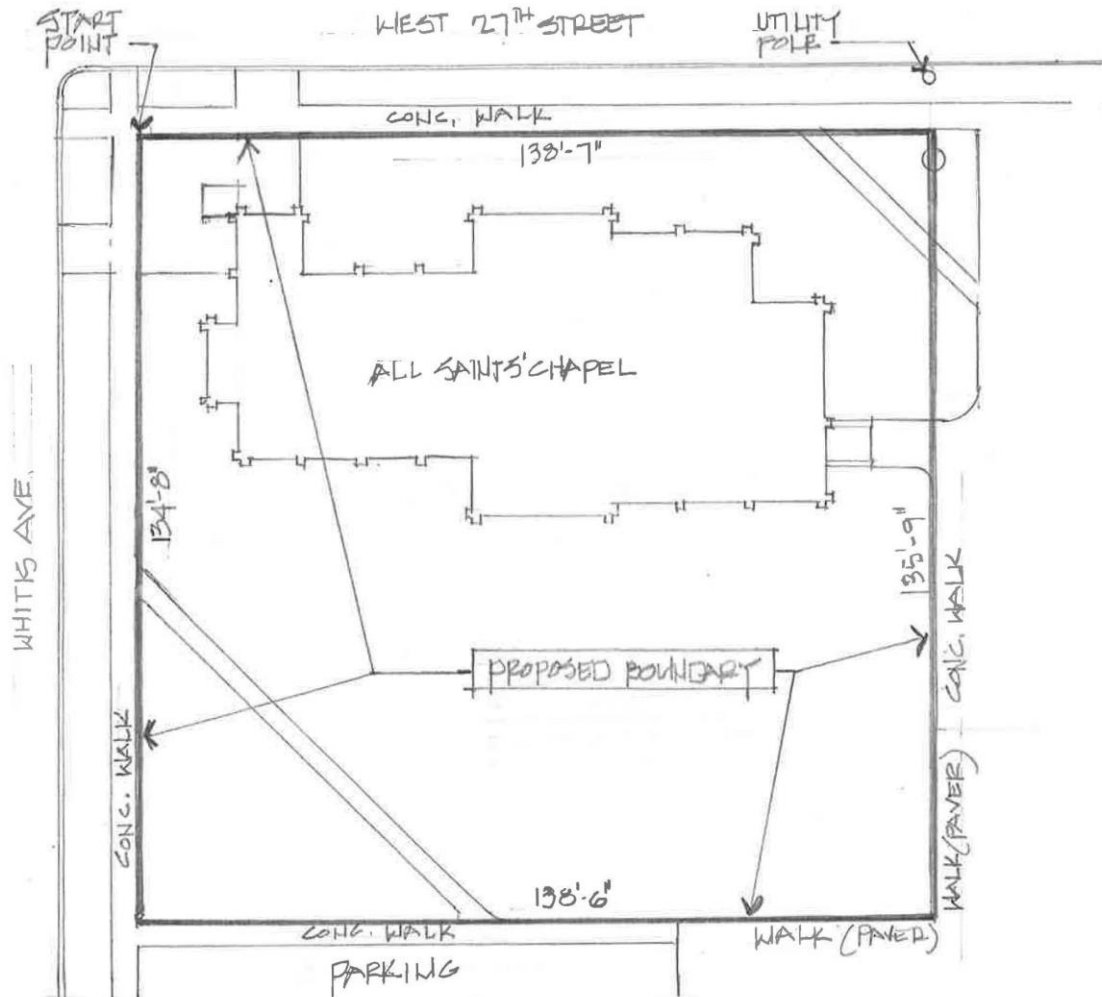 START
POINT
WEST 27TH STREET
UTILITY
POLE
CONC. WALK
138'-7"
ALL SAINTS' CHAPEL
WHITIS AVE.
134'-8"
135'-9"
CONC. WALK
PROPOSED BOUNDARY
CONC. WALK
WALK (PAVER)
138'-6"
CONC. WALK
WALK (PAVER)
PARKING